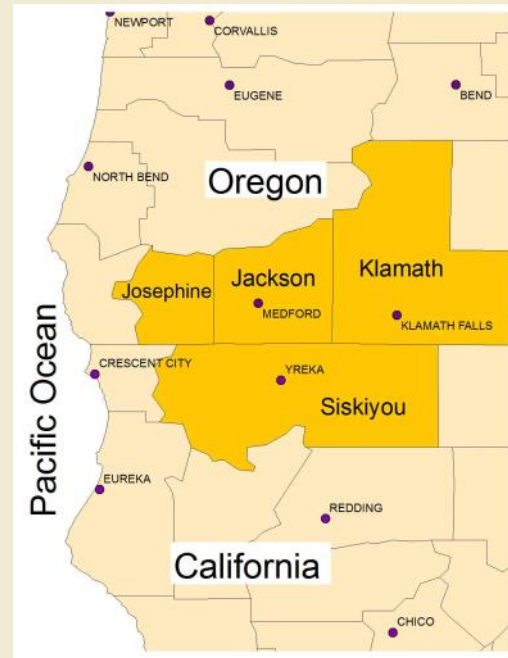 NEWPORT
CORVALLIS
EUGENE
BEND
NORTH BEND
Oregon
Josephine
Jackson
Klamath
MEDFORD
KLAMATH FALLS
Pacific Ocean
CRESCENT CITY
YREKA
Siskiyou
EUREKA
REDDING
California
CHICO